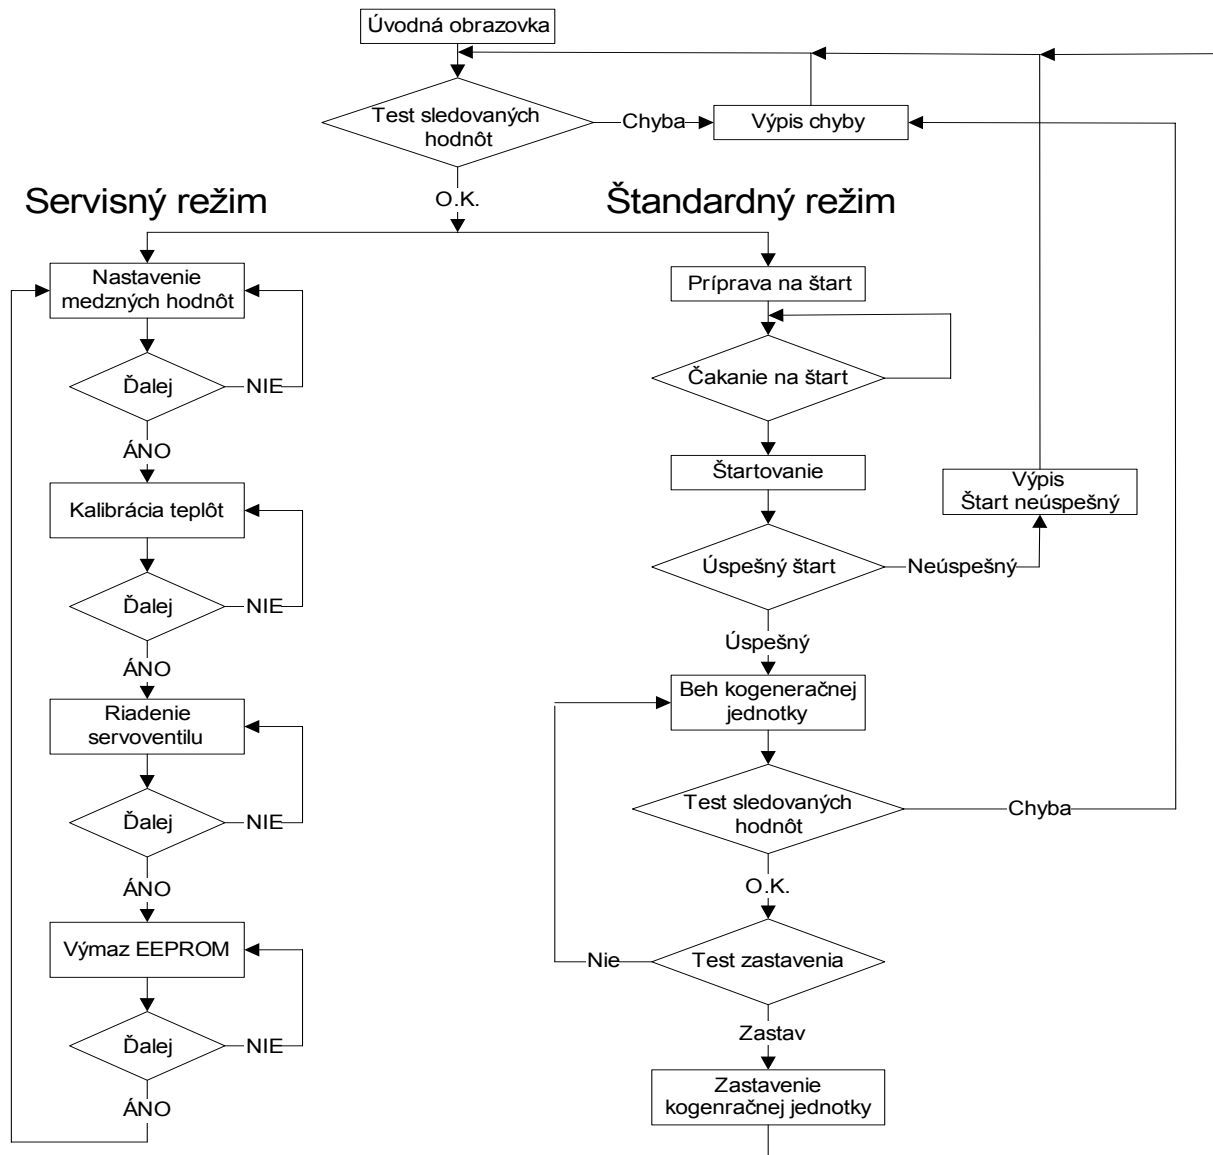 Úvodná obrazovka
Test sledovaných
hodnôt
Chyba
Výpis chyby
O.K.
Servisný režim
Štandardný režim
Nastavenie
medzných hodnôt
Ďalej
NIE
ÁNO
Kalibrácia teplôt
Ďalej
NIE
ÁNO
Riadenie
servoventilu
Ďalej
NIE
ÁNO
Výmaz EEPROM
Ďalej
NIE
ÁNO
Príprava na štart
Čakanie na štart
Štartovanie
Výpis
Štart neúspešný
Úspešný štart
Neúspešný
Úspešný
Beh kogeneračnej
jednotky
Test sledovaných
hodnôt
Chyba
O.K.
Test zastavenia
Nie
Zastav
Zastavenie
kogenračnej jednotky